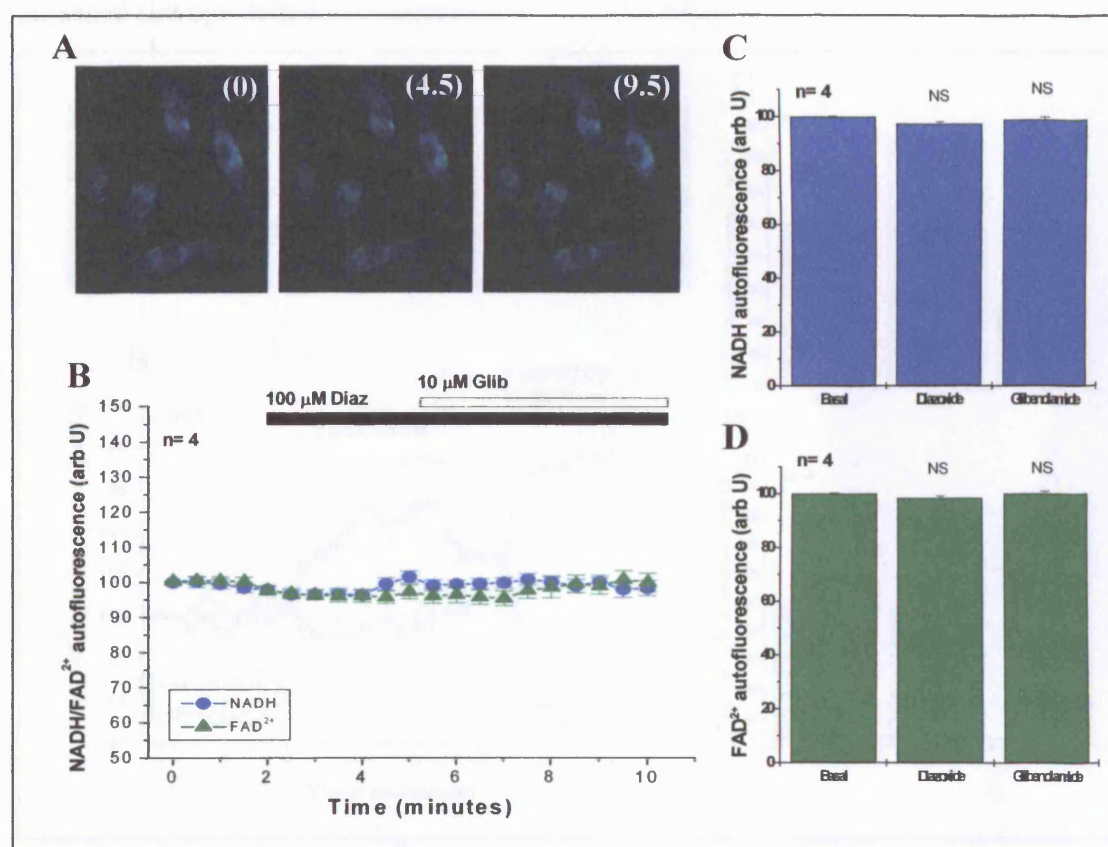 A
(0)
(4.5)
(9.5)
B
100 μM Diaz
10 μM Glib
n= 4
150
140
130
120
110
100
90
80
70
60
50
NADH/FAD²⁺ autofluorescence (arb U)
NADH
FAD²⁺
0
2
4
6
8
10
Time (minutes)
C
n= 4
NS
NS
100
80
60
40
20
0
NADH autofluorescence (arb U)
Basal
Diazoxide
Glibenclamide
D
n= 4
NS
NS
100
80
60
40
20
0
FAD²⁺ autofluorescence (arb U)
Basal
Diazoxide
Glibenclamide